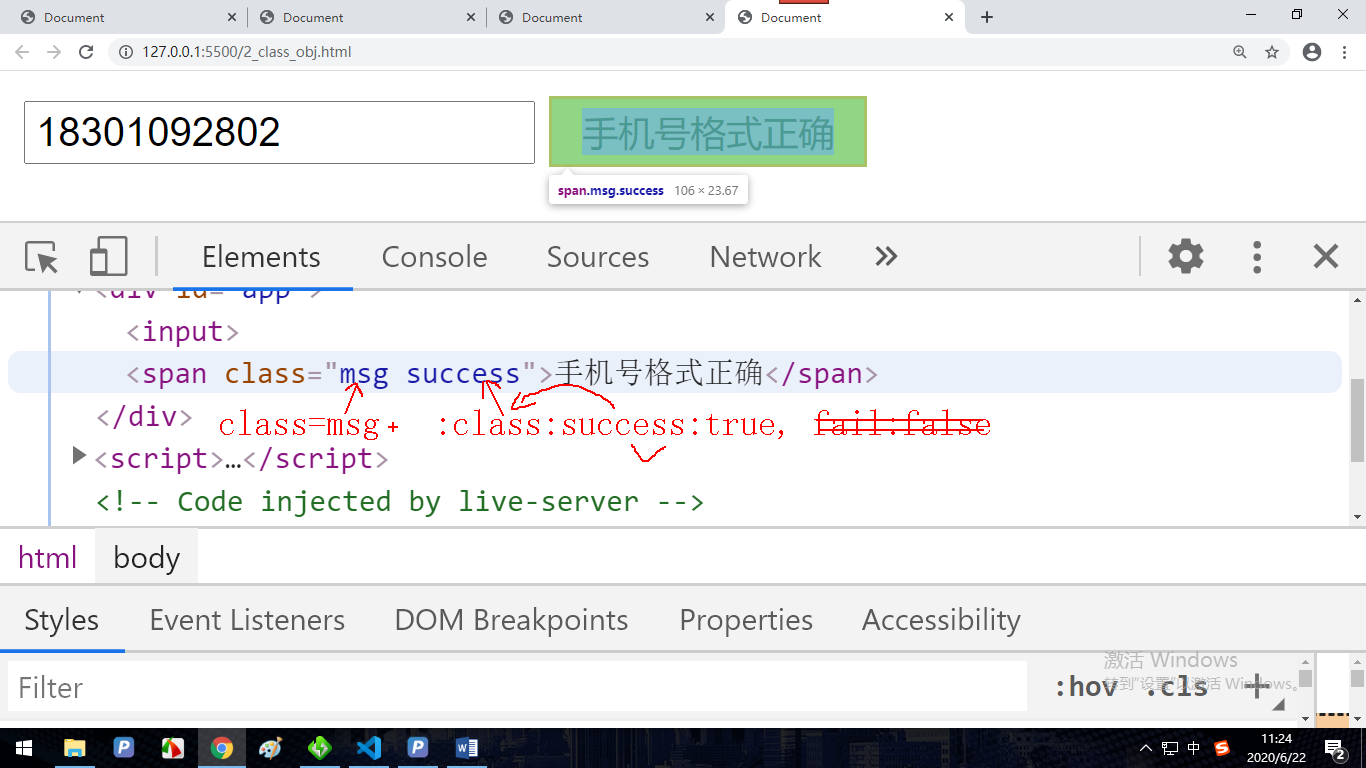 Document Document Document Document
127.0.0.1:5500/2_class_obj.html
18301092802 手机号格式正确
span.msg.success 106 × 23.67
Elements Console Sources Network
<div id="app">
<input>
<span class="msg success">手机号格式正确</span>
</div>
class=msg+ :class:success:true, fail:false
<script>…</script>
<!-- Code injected by live-server -->
html body
Styles Event Listeners DOM Breakpoints Properties Accessibility
激活 Windows
转到"设置"以激活 Windows。
Filter :hov .cls
中
11:24
2020/6/22
2